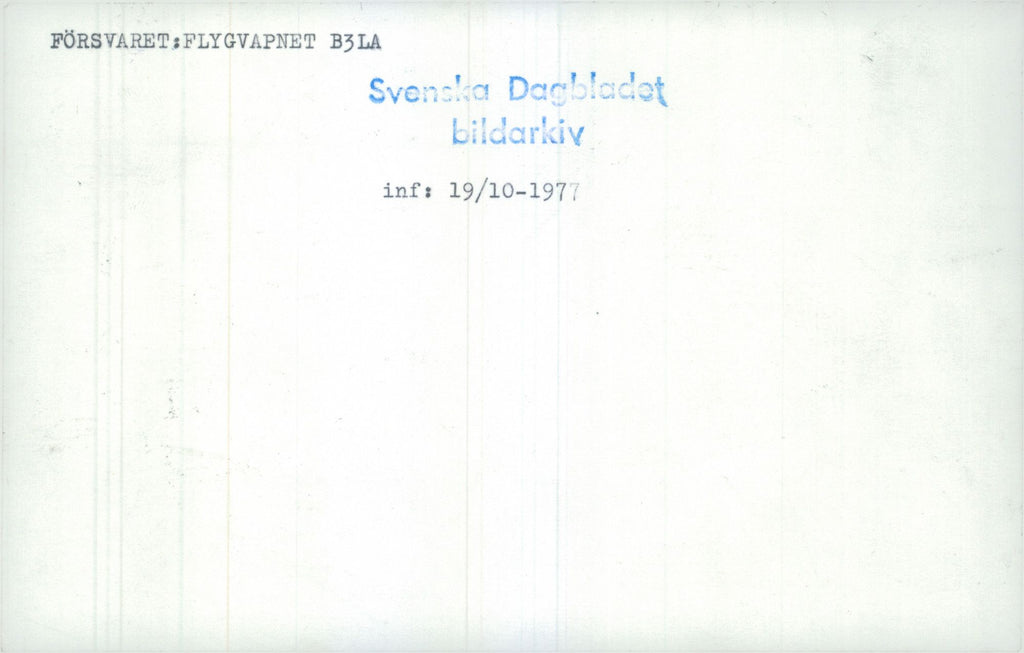 FÖRSVARET:FLYGVAPNET B3LA
Svenska Dagbladet
bildarkiv
inf: 19/10-1977